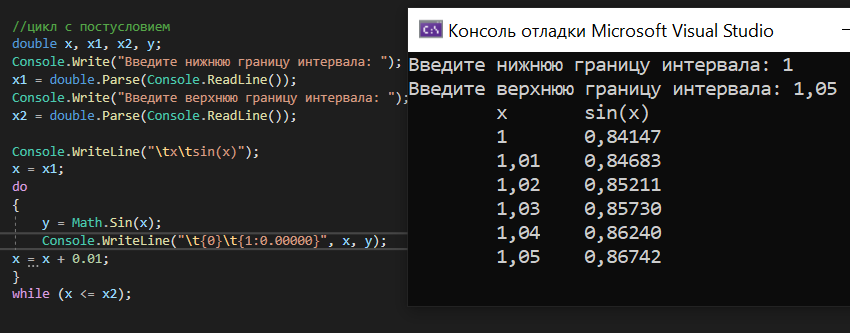 //цикл с постусловием
double x, x1, x2, y;
Console.Write("Введите нижнюю границу интервала: ");
x1 = double.Parse(Console.ReadLine());
Console.Write("Введите верхнюю границу интервала: ");
x2 = double.Parse(Console.ReadLine());
Console.WriteLine("\tx\tsin(x)");
x = x1;
do
{
y = Math.Sin(x);
Console.WriteLine("\t{0}\t{1:0.00000}", x, y);
x = x + 0.01;
}
while (x <= x2);
C:\ Консоль отладки Microsoft Visual Studio
Введите нижнюю границу интервала: 1
Введите верхнюю границу интервала: 1,05
x sin(x)
1 0,84147
1,01 0,84683
1,02 0,85211
1,03 0,85730
1,04 0,86240
1,05 0,86742